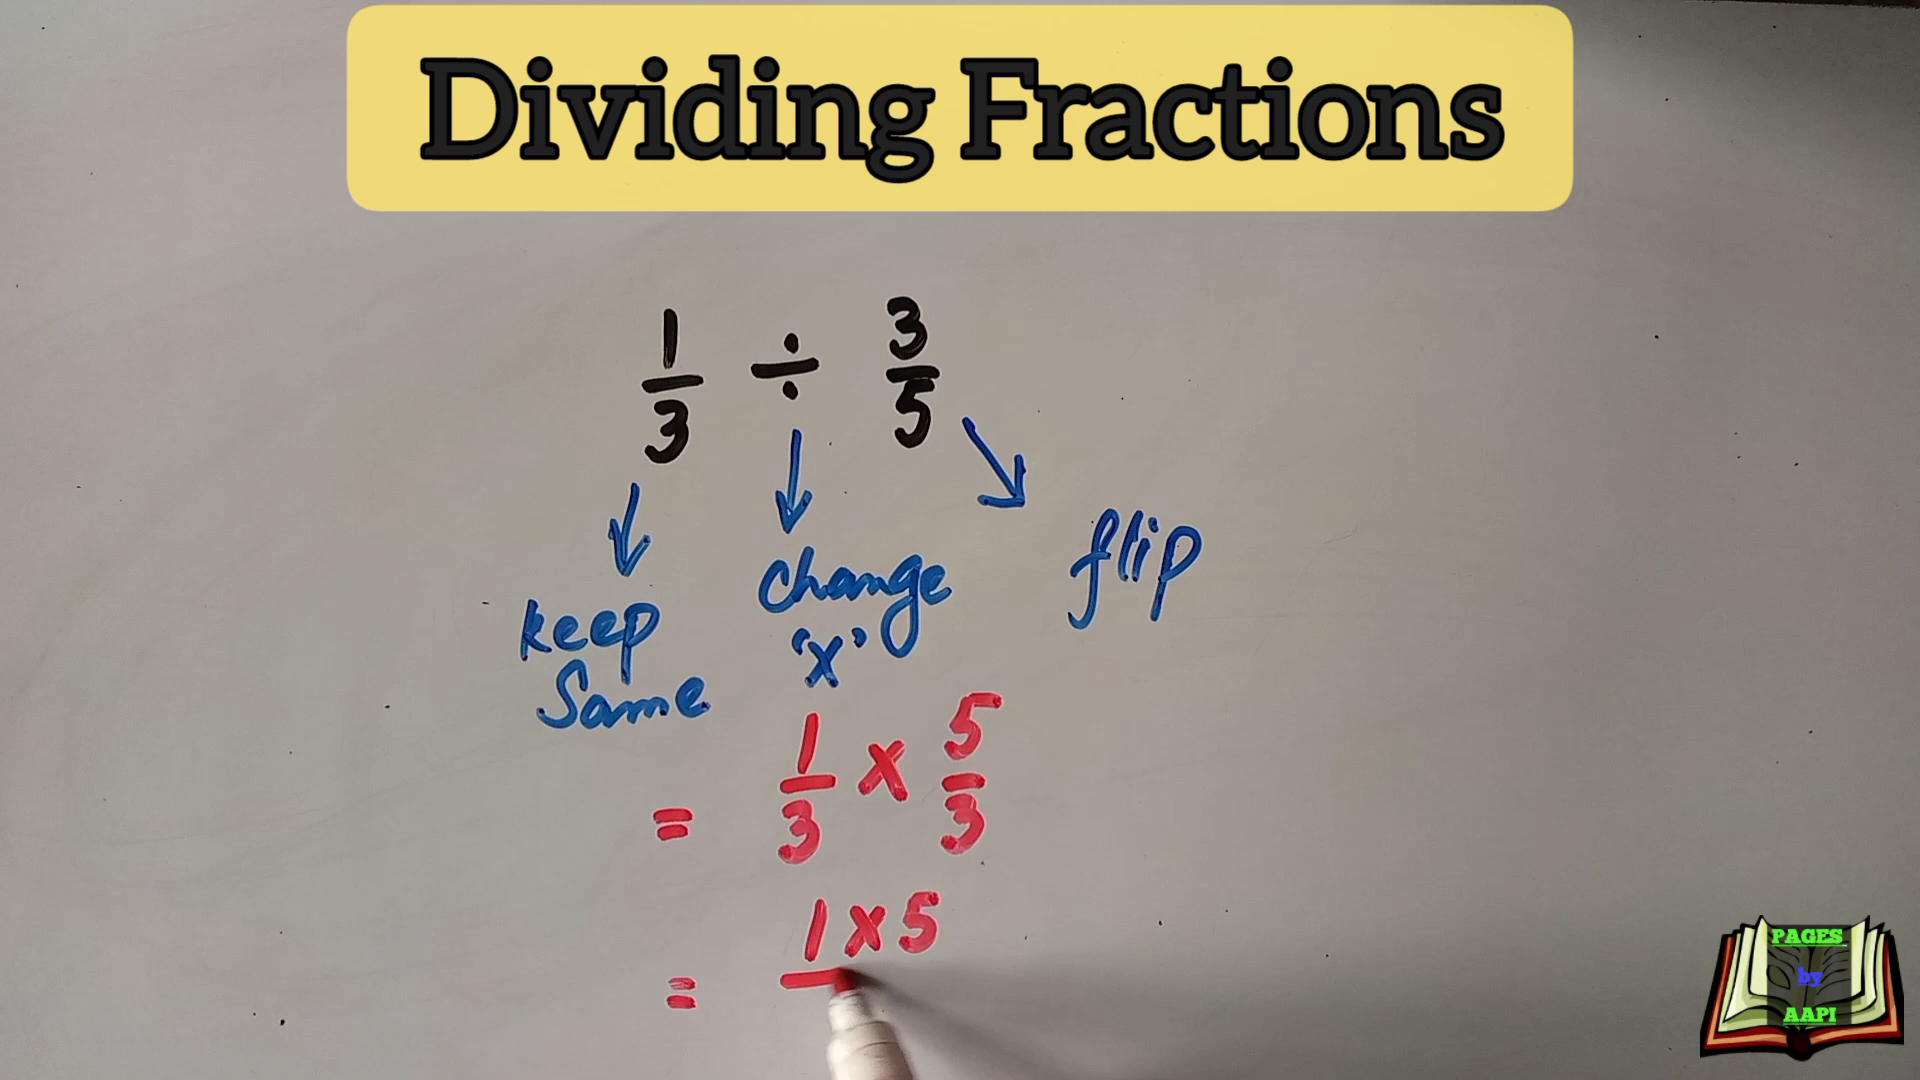 Dividing Fractions
1/3 ÷ 3/5
keep same
change 'x'
flip
= 1/3 x 5/3
= 1x5
PAGES
by
AAPI